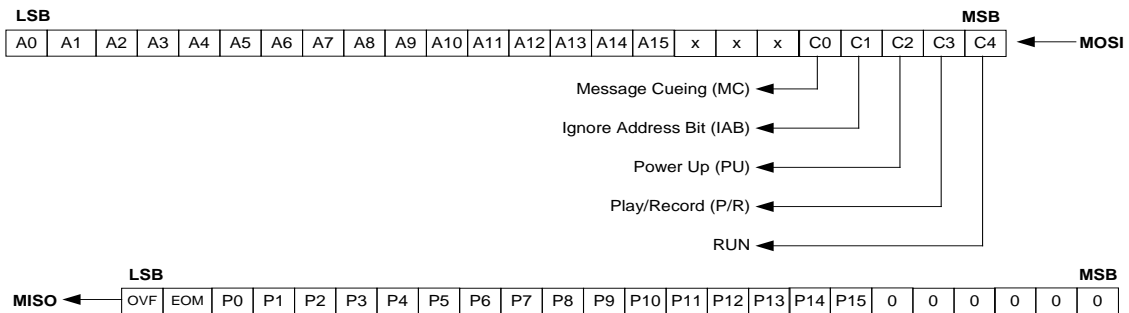 LSB MSB
A0 A1 A2 A3 A4 A5 A6 A7 A8 A9 A10 A11 A12 A13 A14 A15 x x x C0 C1 C2 C3 C4 MOSI
Message Cueing (MC)
Ignore Address Bit (IAB)
Power Up (PU)
Play/Record (P/R)
RUN
LSB MSB
MISO OVF EOM P0 P1 P2 P3 P4 P5 P6 P7 P8 P9 P10 P11 P12 P13 P14 P15 0 0 0 0 0 0